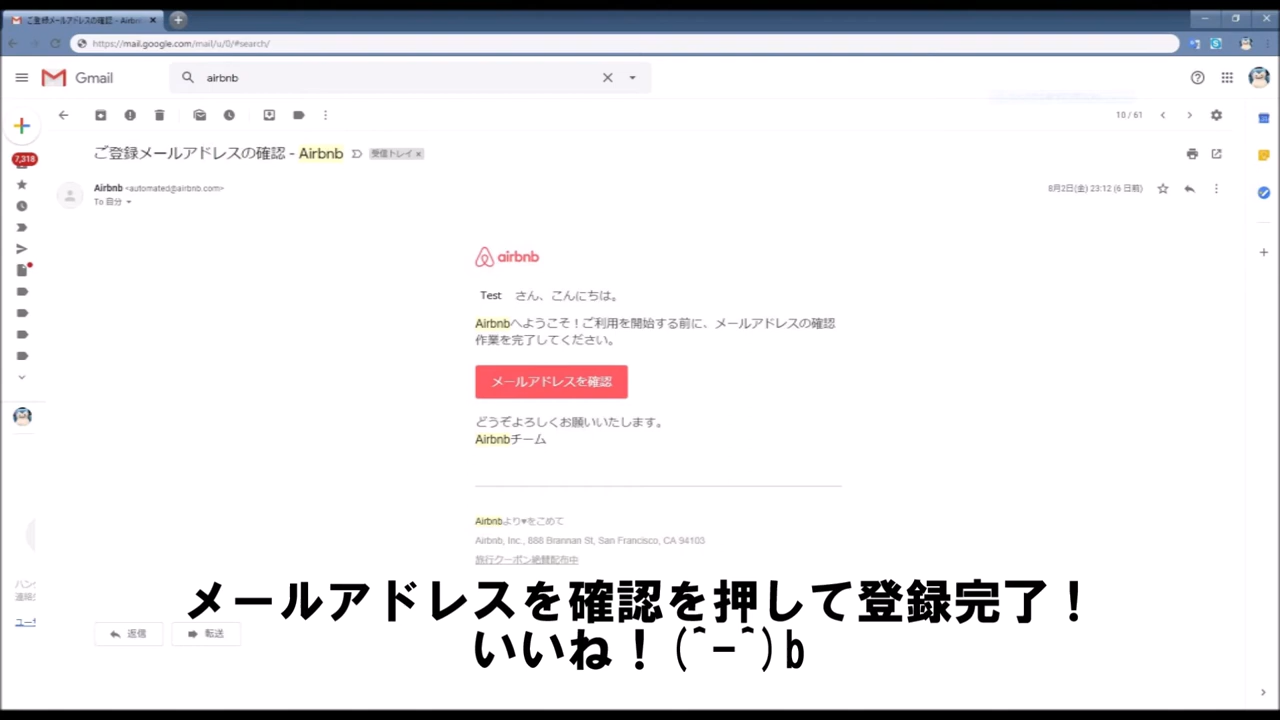 ご登録メールアドレスの確認 - Airbn
https://mail.google.com/mail/u/0/#search/
Gmail
airbnb
10 / 61
7,318
ご登録メールアドレスの確認 - Airbnb
受信トレイ ×
Airbnb <automated@airbnb.com>
8月2日(金) 23:12 (6 日前)
To 自分
airbnb
Test さん、こんにちは。
Airbnbへようこそ！ご利用を開始する前に、メールアドレスの確認
作業を完了してください。
メールアドレスを確認
どうぞよろしくお願いいたします。
Airbnbチーム
Airbnbより♥をこめて
Airbnb, Inc., 888 Brannan St, San Francisco, CA 94103
旅行クーポン絶賛配布中
メールアドレスを確認を押して登録完了！
いいね！(^-^)b
返信
転送